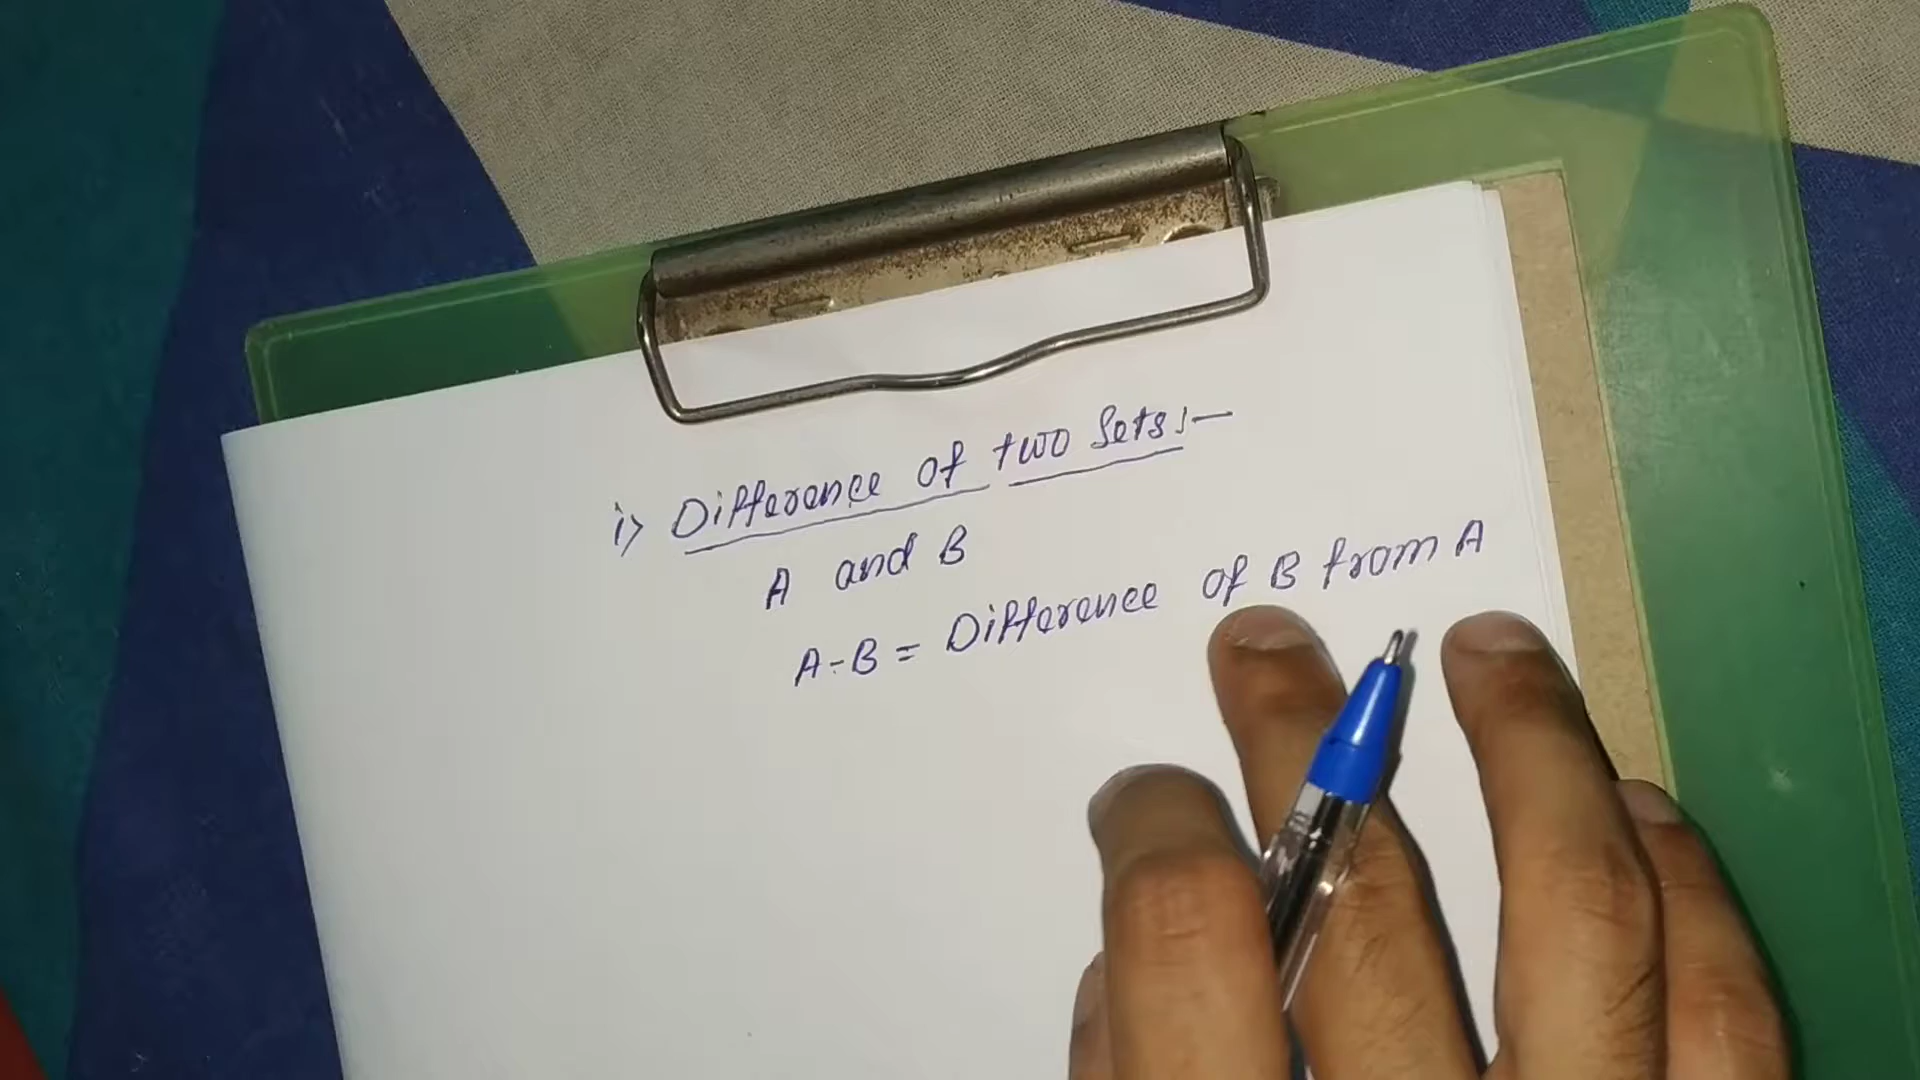 i> Difference of two Sets:-
A and B
A-B = Difference of B from A